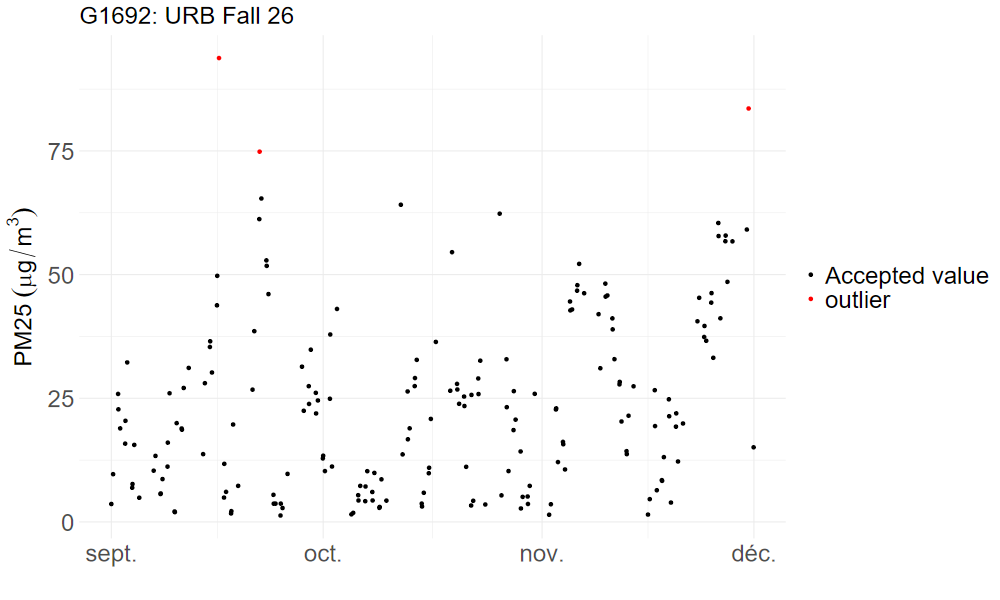 G1692: URB Fall 26
PM25 (μg/m³)
75
50
25
0
sept.
oct.
nov.
déc.
Accepted value
outlier